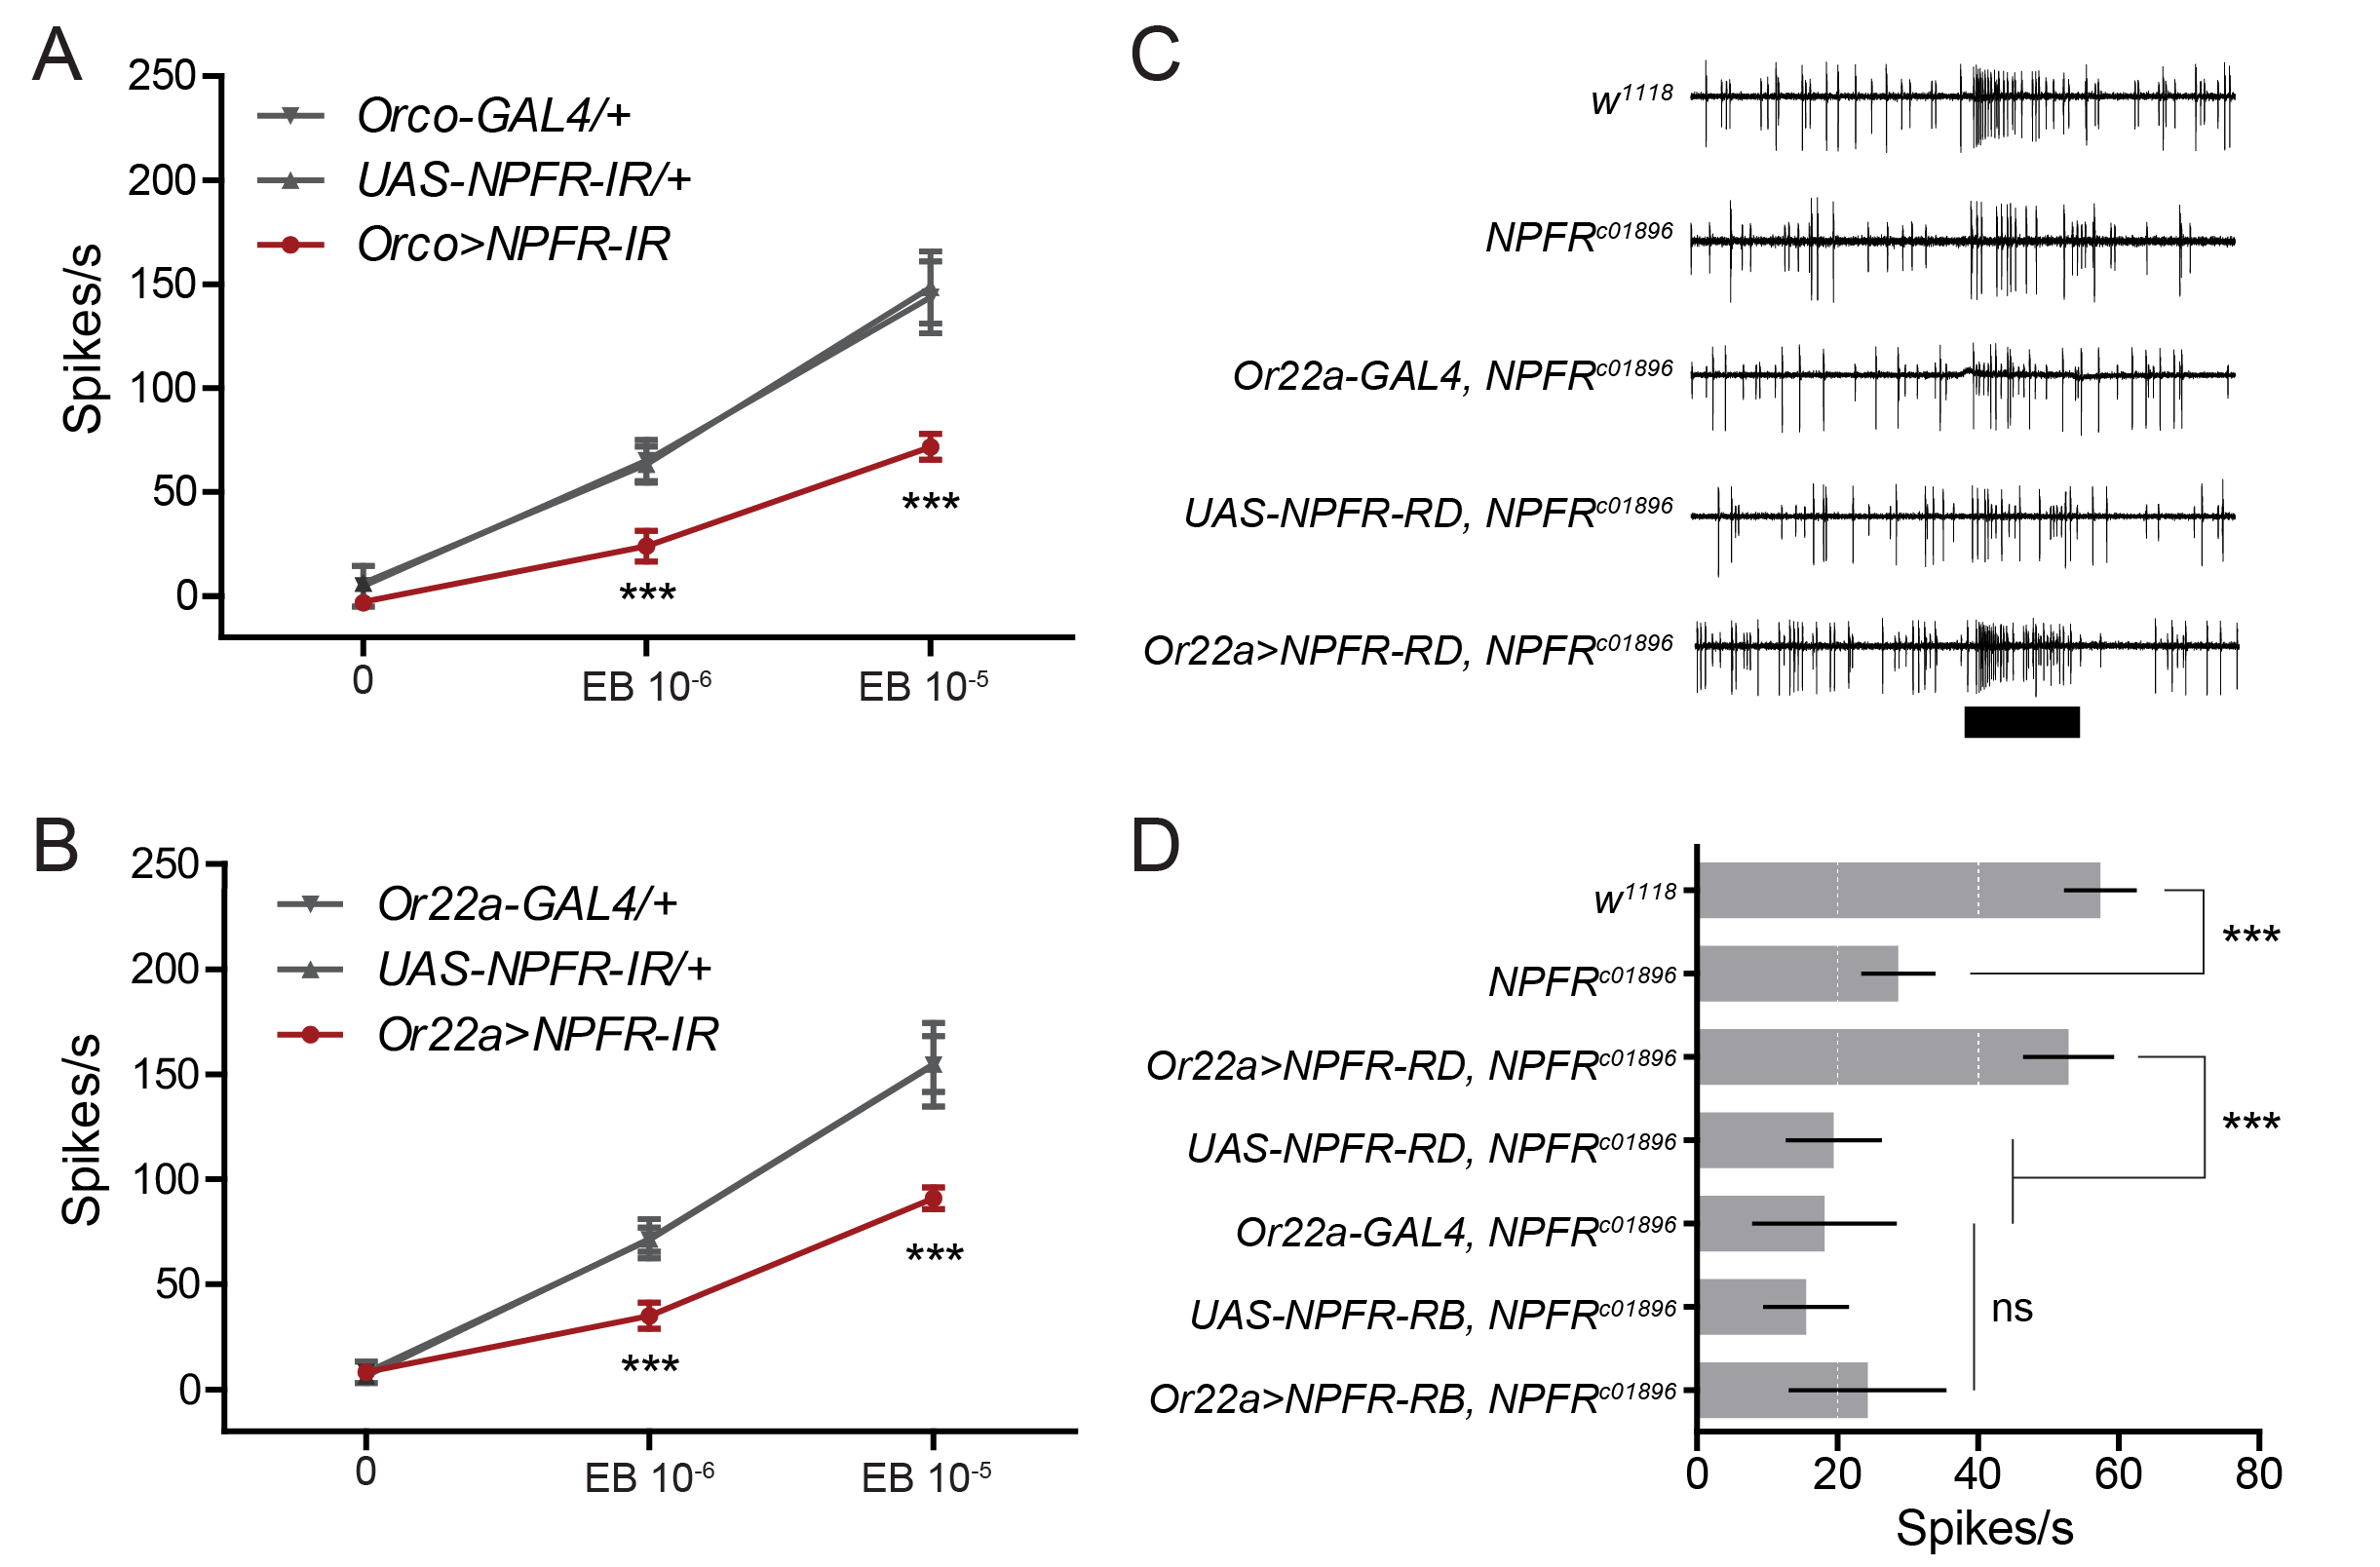 A
250
200
150
100
50
0
Spikes/s
Orco-GAL4/+
UAS-NPFR-IR/+
Orco>NPFR-IR
***
***
0
EB 10-6
EB 10-5
B
250
200
150
100
50
0
Spikes/s
Or22a-GAL4/+
UAS-NPFR-IR/+
Or22a>NPFR-IR
***
***
0
EB 10-6
EB 10-5
C
w1118
NPFRc01896
Or22a-GAL4, NPFRc01896
UAS-NPFR-RD, NPFRc01896
Or22a>NPFR-RD, NPFRc01896
D
w1118
NPFRc01896
Or22a>NPFR-RD, NPFRc01896
UAS-NPFR-RD, NPFRc01896
Or22a-GAL4, NPFRc01896
UAS-NPFR-RB, NPFRc01896
Or22a>NPFR-RB, NPFRc01896
***
***
ns
0 20 40 60 80
Spikes/s